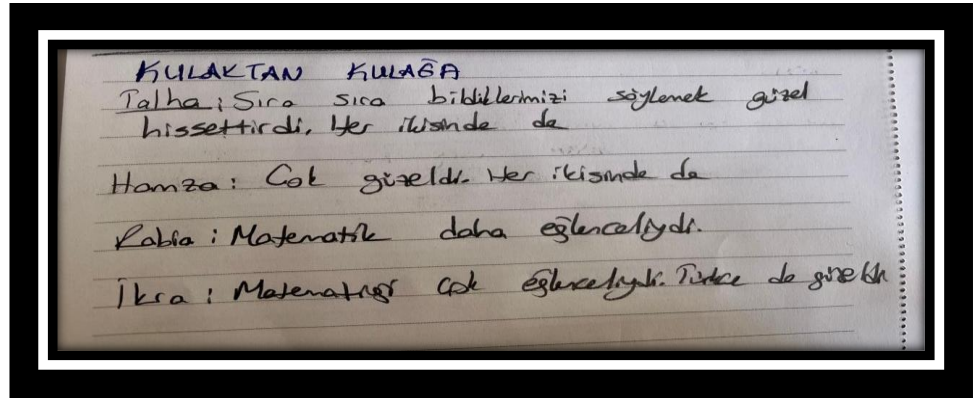 KULAKTAN KULAĞA
Talha: Sıra sıra bildiklerimizi söylemek güzel
hissettirdi. Her ikisinde de
Hamza: Çok güzeldi. Her ikisinde de
Rabia: Matematik daha eğlenceliydi.
İkra: Matematiği çok eğlenceliydi. Türkçe de güzeldi